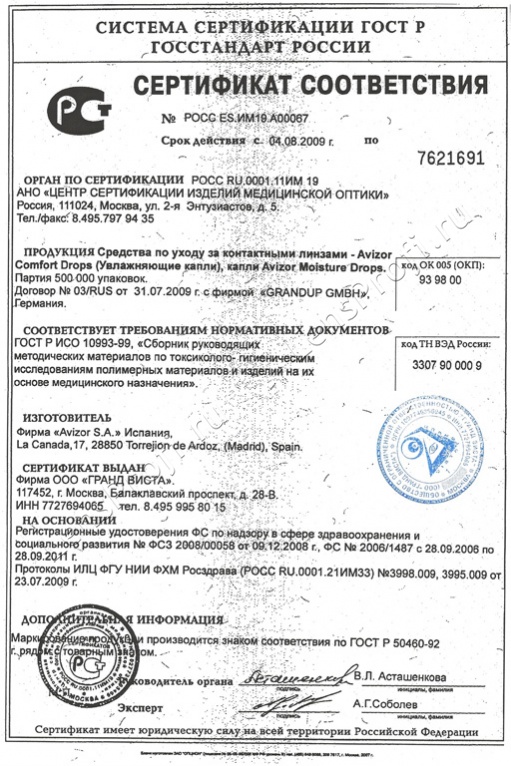 СИСТЕМА СЕРТИФИКАЦИИ ГОСТ Р
ГОССТАНДАРТ РОССИИ
СЕРТИФИКАТ СООТВЕТСТВИЯ
№ РОСС ES.ИМ19.А00067
Срок действия с 04.08.2009 г. по
7621691
ОРГАН ПО СЕРТИФИКАЦИИ РОСС RU.0001.11ИМ 19
АНО «ЦЕНТР СЕРТИФИКАЦИИ ИЗДЕЛИЙ МЕДИЦИНСКОЙ ОПТИКИ»
Россия, 111024, Москва, ул. 2-я Энтузиастов, д. 5.
Тел./факс: 8.495.797 94 35
ПРОДУКЦИЯ Средства по уходу за контактными линзами - Avizor
Comfort Drops (Увлажняющие капли), капли Avizor Moisture Drops.
Партия 500 000 упаковок.
Договор № 03/RUS от 31.07.2009 г. с фирмой «GRANDUP GMBH»,
Германия.
код ОК 005 (ОКП):
93 98 00
СООТВЕТСТВУЕТ ТРЕБОВАНИЯМ НОРМАТИВНЫХ ДОКУМЕНТОВ
ГОСТ Р ИСО 10993-99, «Сборник руководящих
методических материалов по токсиколого- гигиеническим
исследованиям полимерных материалов и изделий на их
основе медицинского назначения».
код ТН ВЭД России:
3307 90 000 9
ИЗГОТОВИТЕЛЬ
Фирма «Avizor S.A.» Испания,
La Canada,17, 28850 Torrejion de Ardoz, (Madrid), Spain.
СЕРТИФИКАТ ВЫДАН
Фирма ООО «ГРАНД ВИСТА».
117452, г. Москва, Балаклавский проспект, д. 28-В.
ИНН 7727694065 тел. 8.495 995 80 15
НА ОСНОВАНИИ
Регистрационные удостоверения ФС по надзору в сфере здравоохранения и
социального развития № ФСЗ 2008/00058 от 09.12.2008 г., ФС № 2006/1487 с 28.09.2006 по
28.09.2011 г.
Протоколы ИЛЦ ФГУ НИИ ФХМ Росздрава (РОСС RU.0001.21ИМ33) №3998.009, 3995.009 от
23.07.2009 г.
ДОПОЛНИТЕЛЬНАЯ ИНФОРМАЦИЯ
Маркирование продукции производится знаком соответствия по ГОСТ Р 50460-92
г. рядом с товарным знаком.
Руководитель органа
подпись
В.Л. Асташенкова
инициалы, фамилия
Эксперт
подпись
А.Г.Соболев
инициалы, фамилия
Сертификат имеет юридическую силу на всей территории Российской Федерации